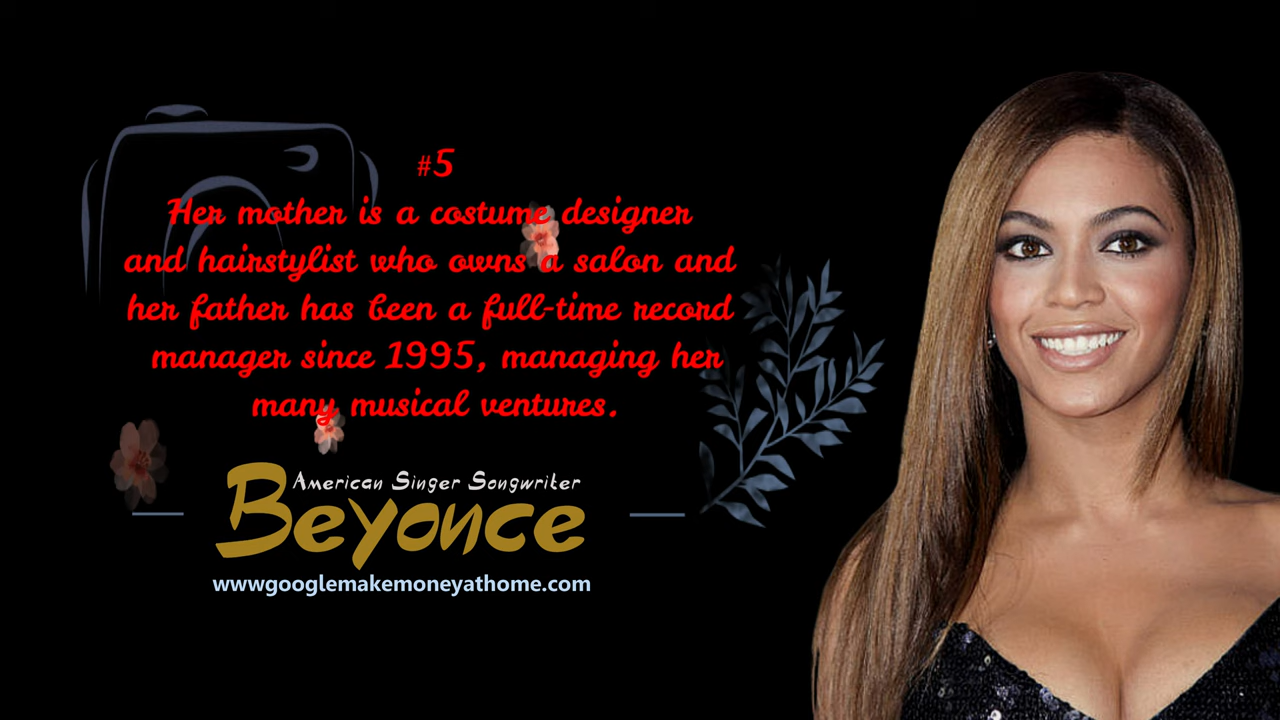 #5
Her mother is a costume designer
and hairstylist who owns a salon and
her father has been a full-time record
manager since 1995, managing her
many musical ventures.
American Singer Songwriter
Beyonce
wwwgooglemakemoneyathome.com